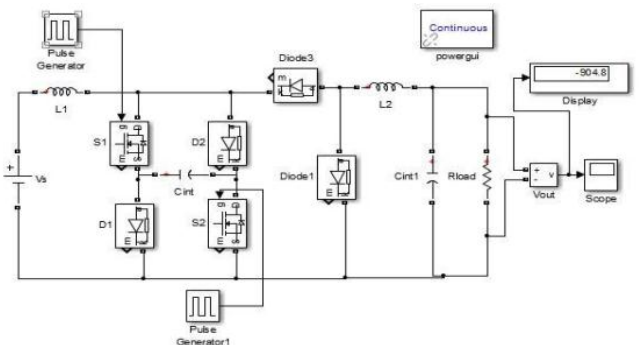 Pulse
Generator
Continuous
powergui
Diode3
m
-904.8
Display
L1
L2
S1
D2
Vs
Cint
Diode1
Cint1
Rload
+
-
v
Vout
Scope
D1
S2
Pulse
Generator1